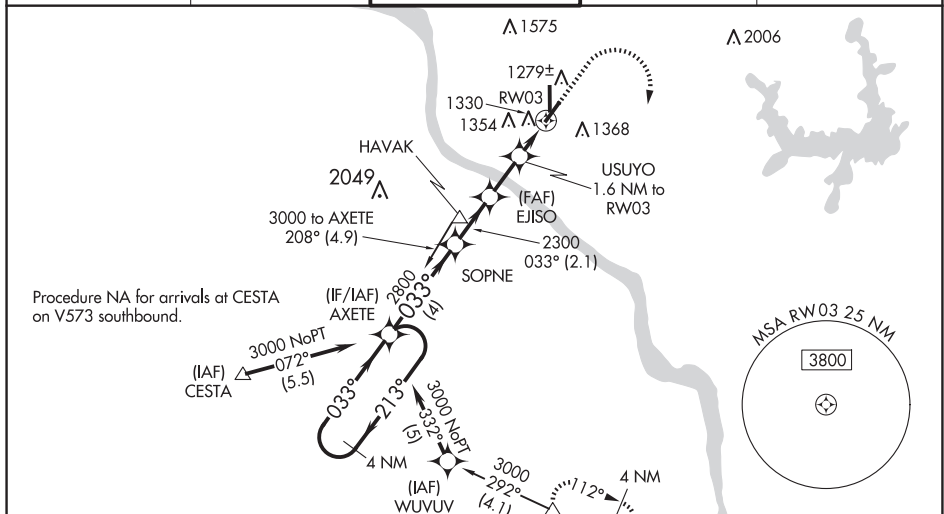 1575
2006
1279±
RW03
1330
1354
1368
HAVAK
USUYO
1.6 NM to
RW03
2049
(FAF)
EJISO
3000 to AXETE
208° (4.9)
2300
033° (2.1)
SOPNE
Procedure NA for arrivals at CESTA
on V573 southbound.
(IF/IAF)
AXETE
2800
033°
(4)
MSA RW03 25 NM
3800
3000 NoPT
072°
(5.5)
(IAF)
CESTA
033°
213°
4 NM
3000 NoPT
332°
(5)
(IAF)
WUVUV
3000
292°
(4.1)
112°
4 NM